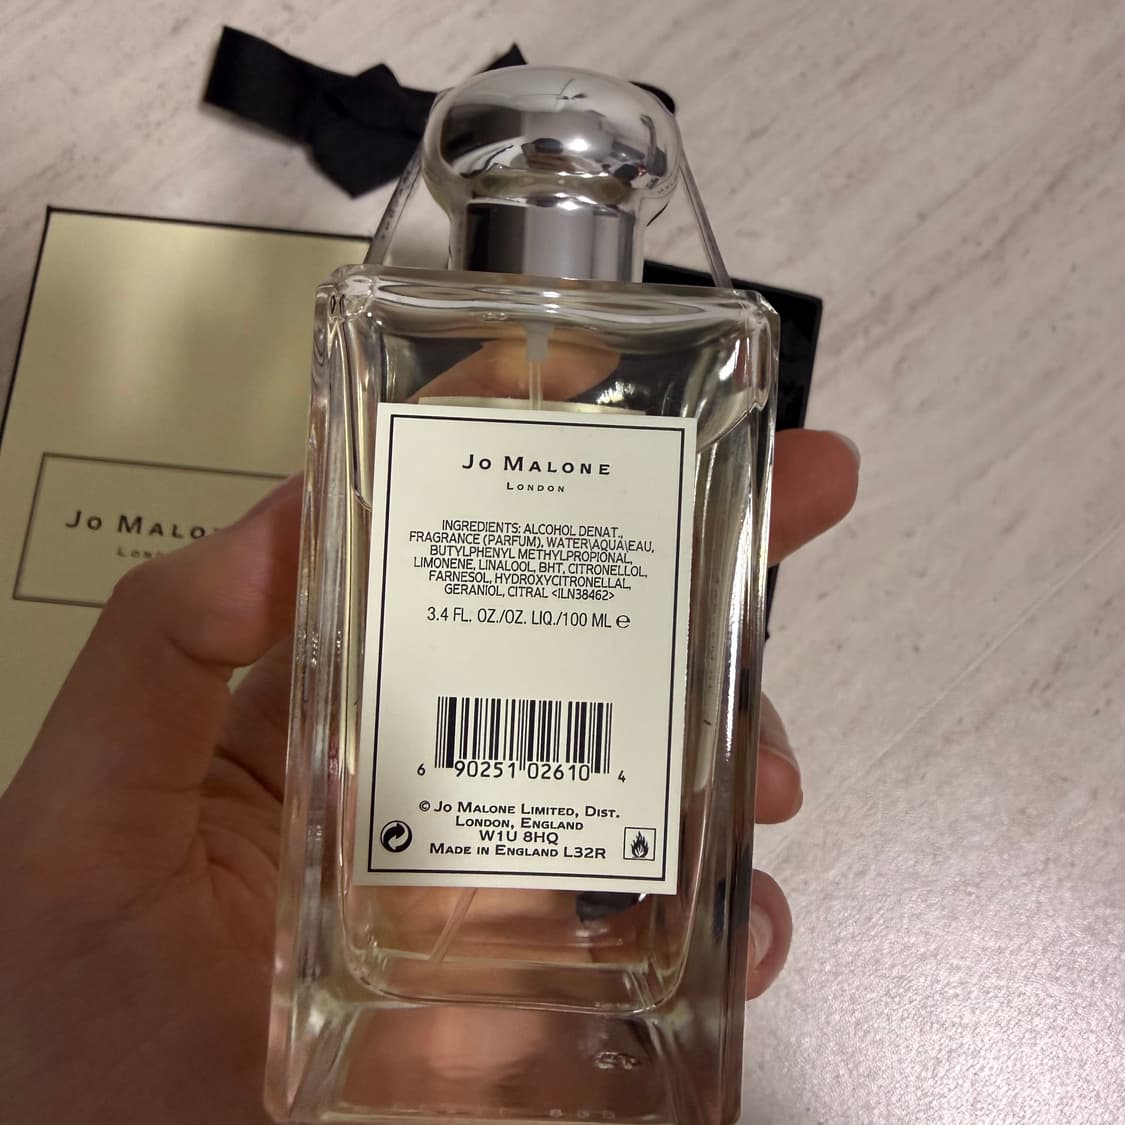 Jo Malone
London
INGREDIENTS: ALCOHOL DENAT.,
FRAGRANCE (PARFUM), WATER\AQUA\EAU,
BUTYLPHENYL METHYLPROPIONAL,
LIMONENE, LINALOOL, BHT, CITRONELLOL,
FARNESOL, HYDROXYCITRONELLAL,
GERANIOL, CITRAL <ILN38462>
3.4 FL. OZ./OZ. LIQ./100 ML e
6 90251 02610 4
© Jo Malone Limited, Dist.
London, England
W1U 8HQ
Made in England L32R
Jo